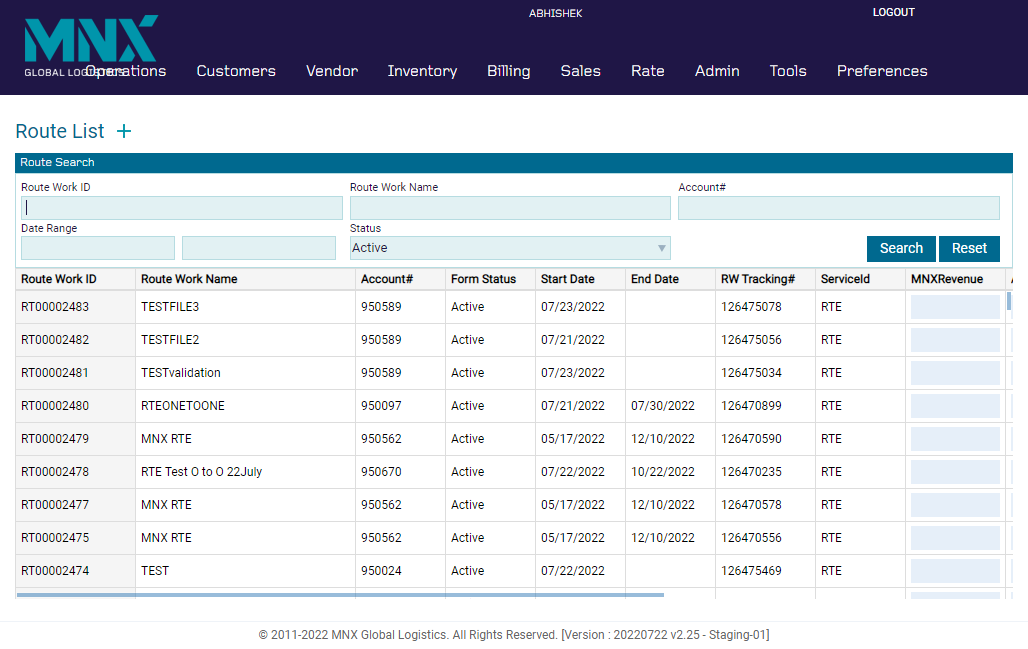 ABHISHEK
LOGOUT
MNX
GLOBAL LOGISTICS
Operations Customers Vendor Inventory Billing Sales Rate Admin Tools Preferences
Route List +
Route Search
Route Work ID Route Work Name Account#
Date Range Status
Active
Search Reset
Route Work ID Route Work Name Account# Form Status Start Date End Date RW Tracking# ServiceId MNXRevenue
RT00002483 TESTFILE3 950589 Active 07/23/2022 126475078 RTE
RT00002482 TESTFILE2 950589 Active 07/21/2022 126475056 RTE
RT00002481 TESTvalidation 950589 Active 07/23/2022 126475034 RTE
RT00002480 RTEONETOONE 950097 Active 07/21/2022 07/30/2022 126470899 RTE
RT00002479 MNX RTE 950562 Active 05/17/2022 12/10/2022 126470590 RTE
RT00002478 RTE Test O to O 22July 950670 Active 07/22/2022 10/22/2022 126470235 RTE
RT00002477 MNX RTE 950562 Active 05/17/2022 12/10/2022 126470578 RTE
RT00002475 MNX RTE 950562 Active 05/17/2022 12/10/2022 126470556 RTE
RT00002474 TEST 950024 Active 07/22/2022 126475469 RTE
© 2011-2022 MNX Global Logistics. All Rights Reserved. [Version : 20220722 v2.25 - Staging-01]